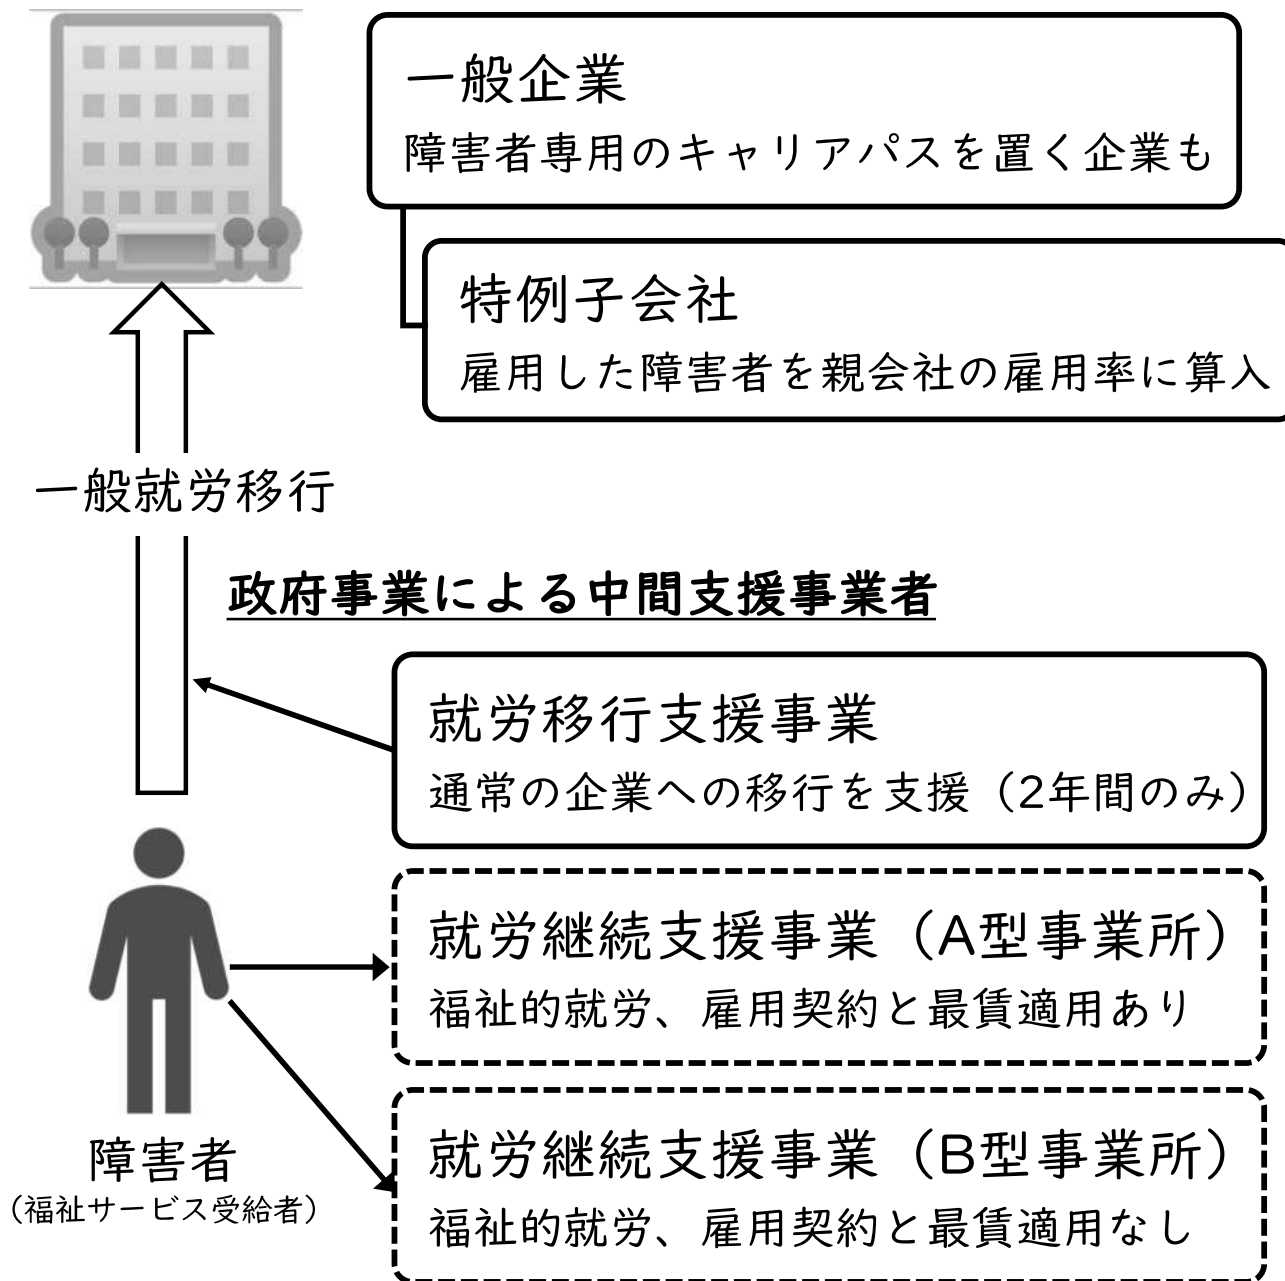 一般企業
障害者専用のキャリアパスを置く企業も
特例子会社
雇用した障害者を親会社の雇用率に算入
一般就労移行
政府事業による中間支援事業者
就労移行支援事業
通常の企業への移行を支援（2年間のみ）
就労継続支援事業（A型事業所）
福祉的就労、雇用契約と最賃適用あり
就労継続支援事業（B型事業所）
福祉的就労、雇用契約と最賃適用なし
障害者
（福祉サービス受給者）